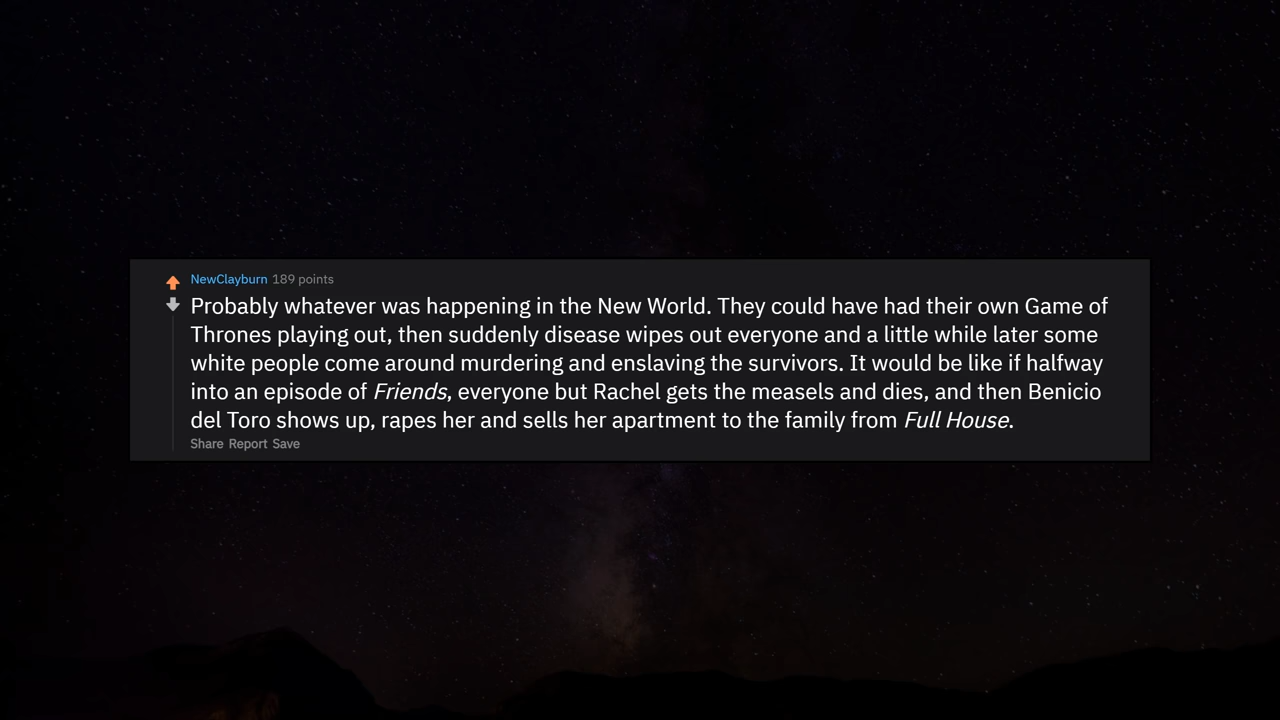 NewClayburn 189 points
Probably whatever was happening in the New World. They could have had their own Game of
Thrones playing out, then suddenly disease wipes out everyone and a little while later some
white people come around murdering and enslaving the survivors. It would be like if halfway
into an episode of Friends, everyone but Rachel gets the measels and dies, and then Benicio
del Toro shows up, rapes her and sells her apartment to the family from Full House.
Share Report Save